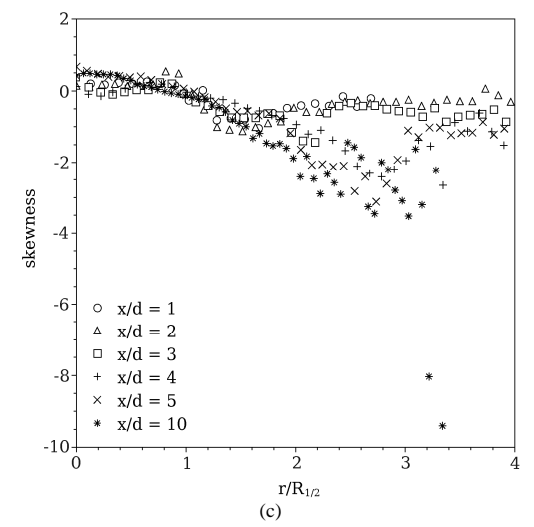 2
0
-2
-4
-6
-8
-10
skewness
x/d = 1
x/d = 2
x/d = 3
x/d = 4
x/d = 5
x/d = 10
0 1 2 3 4
r/R1/2
(c)